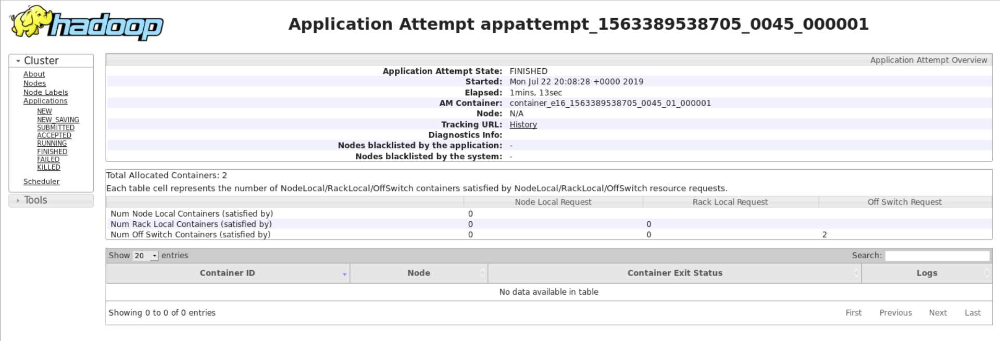 hadoop
Application Attempt appattempt_1563389538705_0045_000001
Cluster
About
Nodes
Node Labels
Applications
NEW
NEW_SAVING
SUBMITTED
ACCEPTED
RUNNING
FINISHED
FAILED
KILLED
Scheduler
Tools
Application Attempt Overview
Application Attempt State: FINISHED
Started: Mon Jul 22 20:08:28 +0000 2019
Elapsed: 1mins, 13sec
AM Container: container_e16_1563389538705_0045_01_000001
Node: N/A
Tracking URL: History
Diagnostics Info:
Nodes blacklisted by the application: -
Nodes blacklisted by the system: -
Total Allocated Containers: 2
Each table cell represents the number of NodeLocal/RackLocal/OffSwitch containers satisfied by NodeLocal/RackLocal/OffSwitch resource requests.
Node Local Request Rack Local Request Off Switch Request
Num Node Local Containers (satisfied by) 0
Num Rack Local Containers (satisfied by) 0 0
Num Off Switch Containers (satisfied by) 0 0 2
Show 20 entries Search:
Container ID Node Container Exit Status Logs
No data available in table
Showing 0 to 0 of 0 entries First Previous Next Last